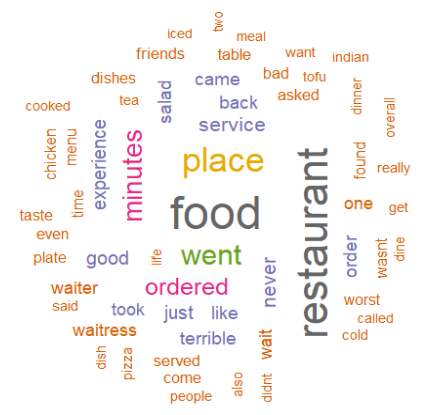 two
iced
meal
friends
table
want
indian
dishes
came
bad
tofu
tea
salad
back
asked
dinner
cooked
service
overall
chicken
menu
experience
minutes
place
found
really
time
food
restaurant
one
get
taste
even
went
order
wasnt
dine
plate
good
life
never
waiter
ordered
worst
said
took
just
like
called
waitress
terrible
wait
cold
dish
pizza
served
come
also
didnt
people